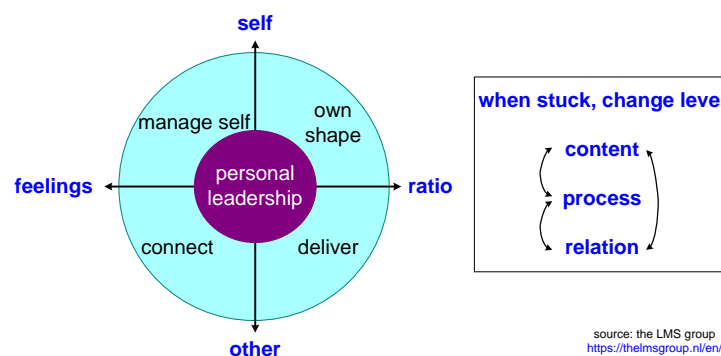 self
manage self
own
shape
feelings
personal
leadership
ratio
connect
deliver
other
when stuck, change leve
content
process
relation
source: the LMS group
https://thelmsgroup.nl/en/